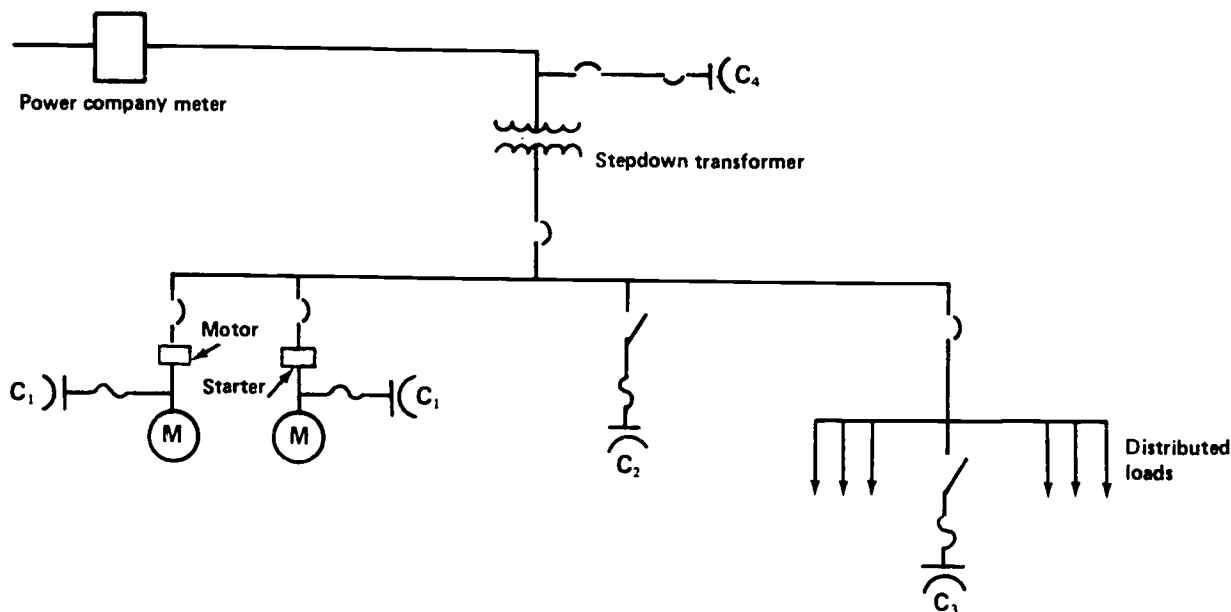 C₄
Power company meter
Stepdown transformer
Motor
C₁
Starter
C₁
M
M
C₂
Distributed
loads
C₃